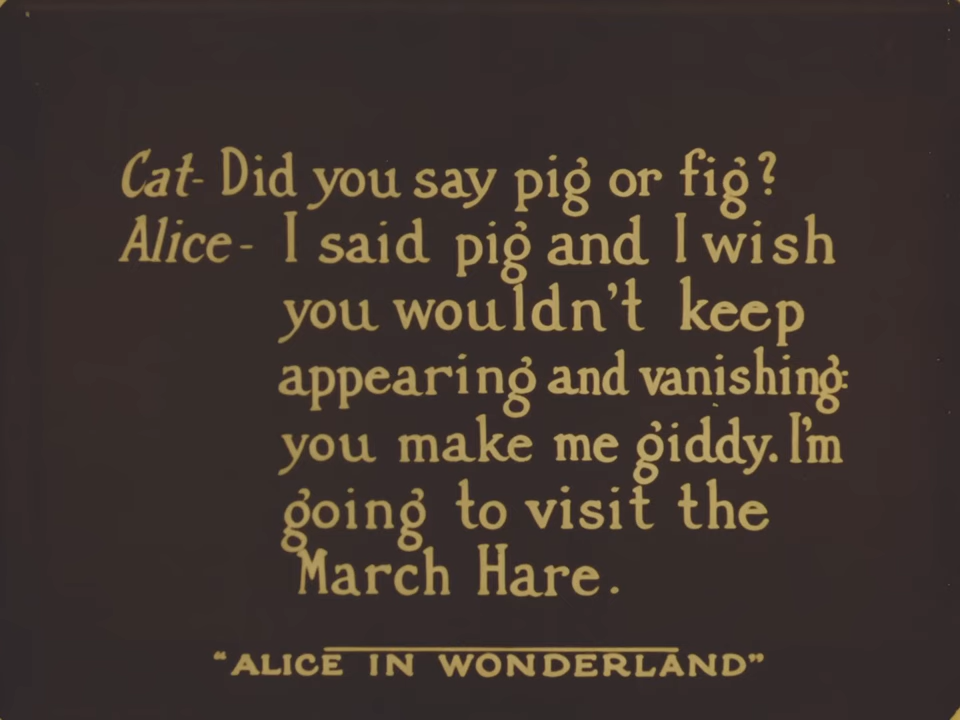 Cat- Did you say pig or fig?
Alice- I said pig and I wish
you wouldn't keep
appearing and vanishing:
you make me giddy. I'm
going to visit the
March Hare.
"ALICE IN WONDERLAND"